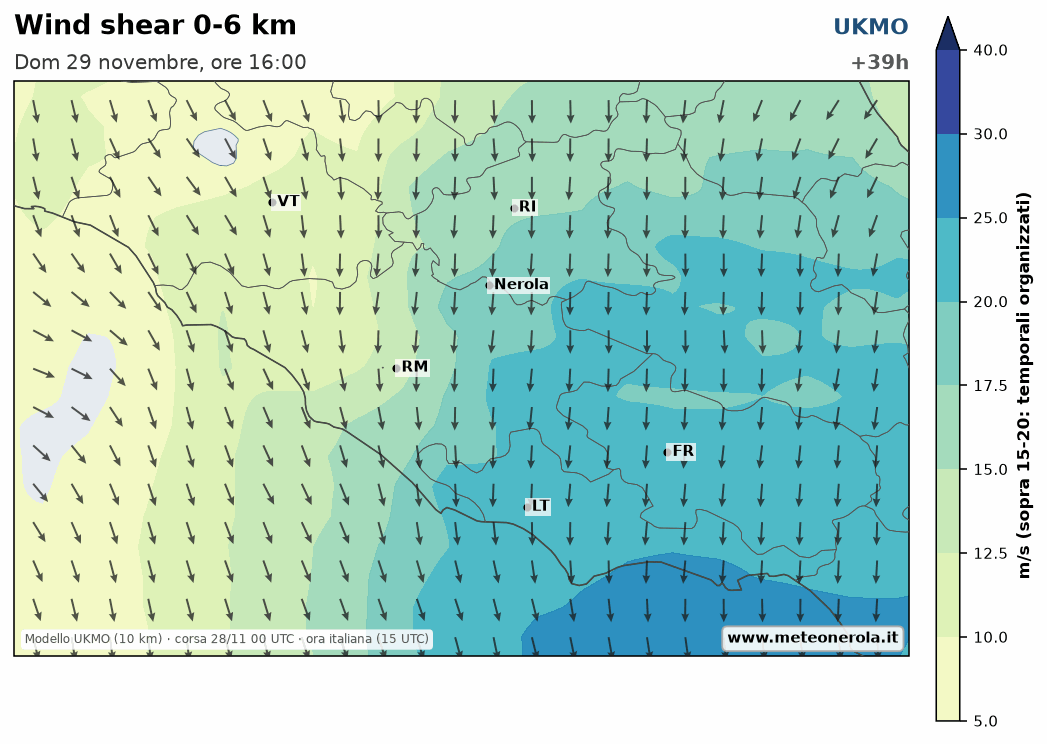 Wind shear 0-6 km
UKMO
Dom 29 novembre, ore 16:00
+39h
40.0
30.0
25.0
20.0
17.5
15.0
12.5
10.0
5.0
m/s (sopra 15-20: temporali organizzati)
VT
RI
Nerola
RM
FR
LT
Modello UKMO (10 km) · corsa 28/11 00 UTC · ora italiana (15 UTC)
www.meteonerola.it